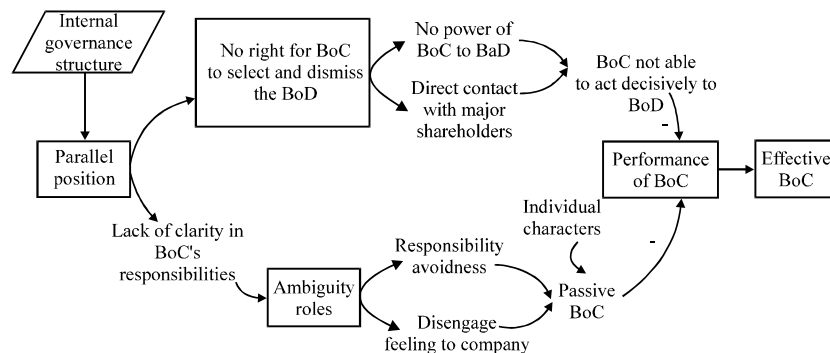 Internal
governance
structure
No right for BoC
to select and dismiss
the BoD
No power of
BoC to BaD
Direct contact
with major
shareholders
BoC not able
to act decisively to
BoD
-
Parallel
position
Performance
of BoC
Effective
BoC
Lack of clarity in
BoC's
responsibilities
Individual
characters
-
Ambiguity
roles
Responsibility
avoidness
Disengage
feeling to company
Passive
BoC